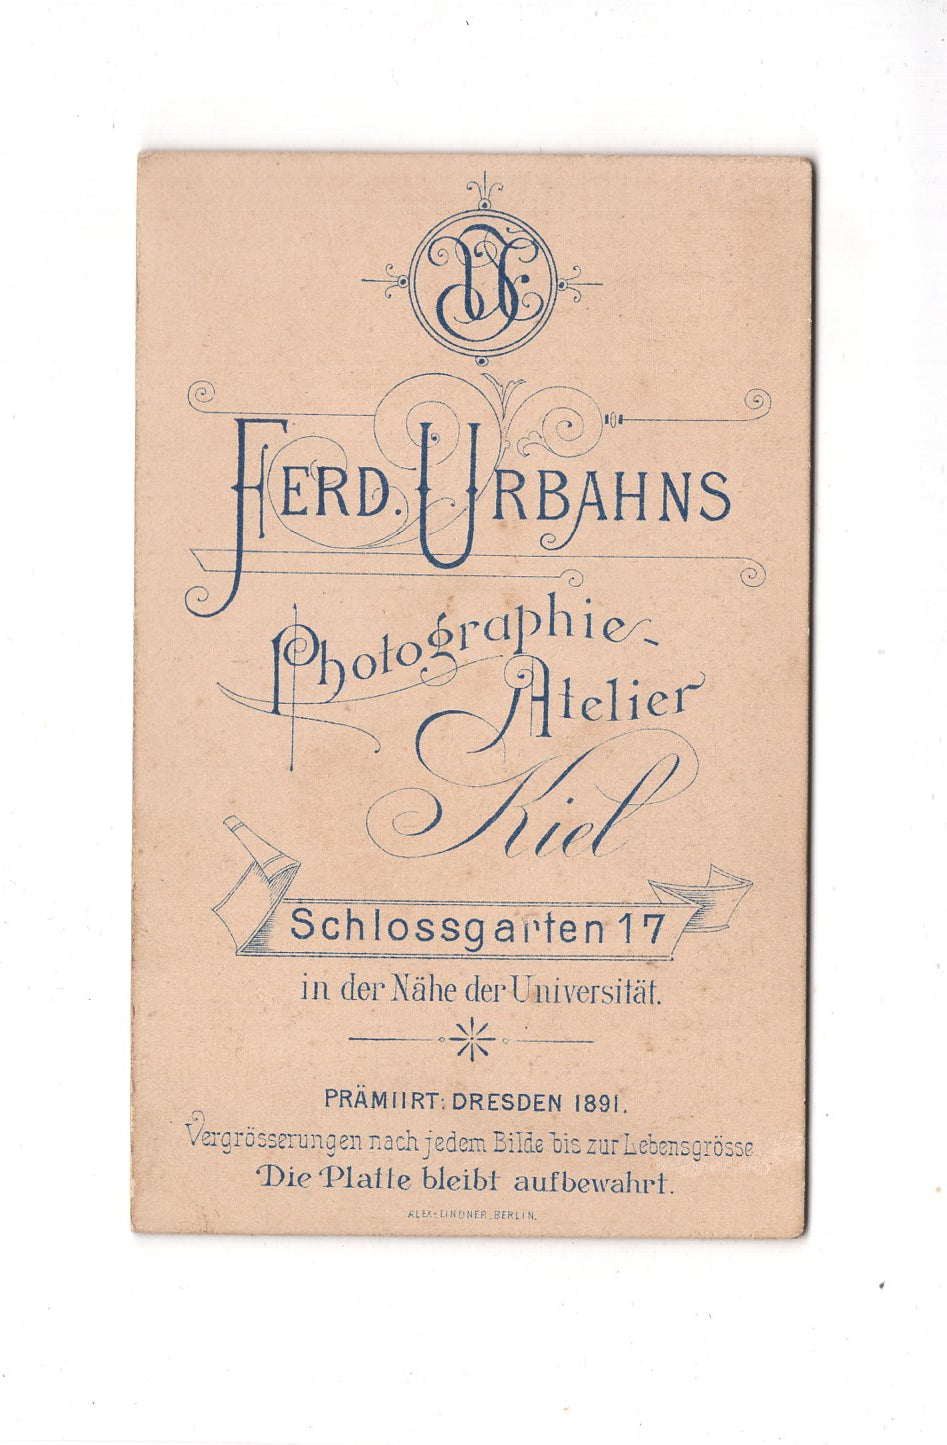 FERD. URBAHNS
Photographie-
Atelier
Kiel
Schlossgarten 17
in der Nähe der Universität.
PRÄMIIRT: DRESDEN 1891.
Vergrösserungen nach jedem Bilde bis zur Lebensgrösse
Die Platte bleibt aufbewahrt.
ALEX. LINDNER, BERLIN.